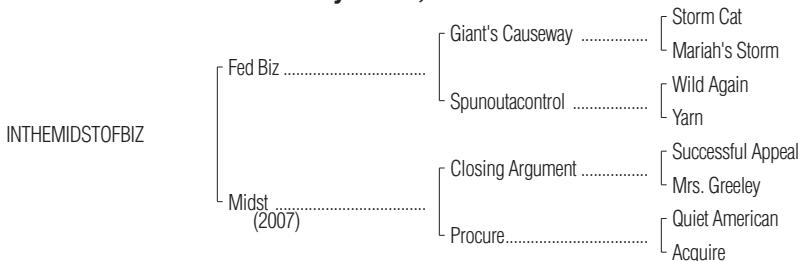 Storm Cat
Giant's Causeway ................
Mariah's Storm
Fed Biz ..................................
Wild Again
Spunoutacontrol ..................
Yarn
INTHEMIDSTOFBIZ
Successful Appeal
Closing Argument ................
Mrs. Greeley
Midst ....................................
(2007)
Quiet American
Procure..................................
Acquire